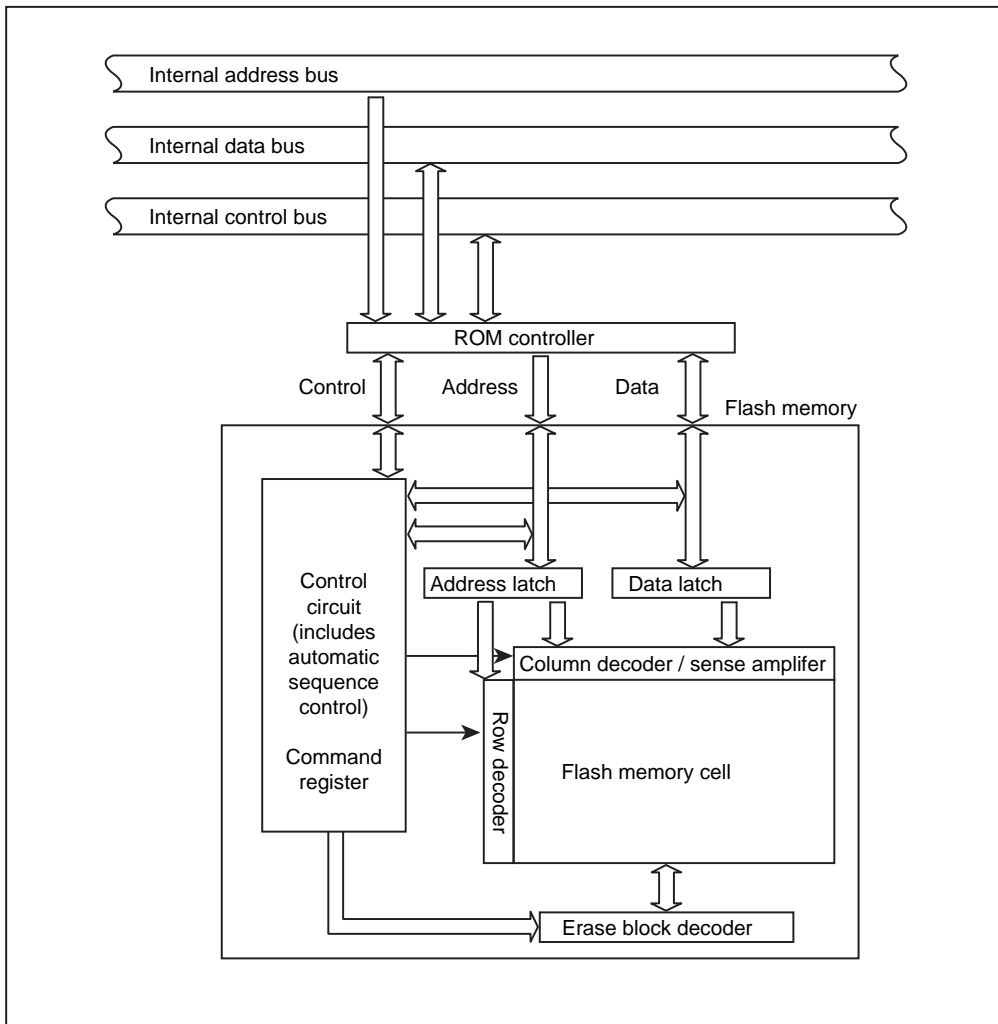 Internal address bus
Internal data bus
Internal control bus
ROM controller
Control
Address
Data
Flash memory
Control
circuit
(includes
automatic
sequence
control)
Command
register
Address latch
Data latch
Column decoder / sense amplifer
Row decoder
Flash memory cell
Erase block decoder